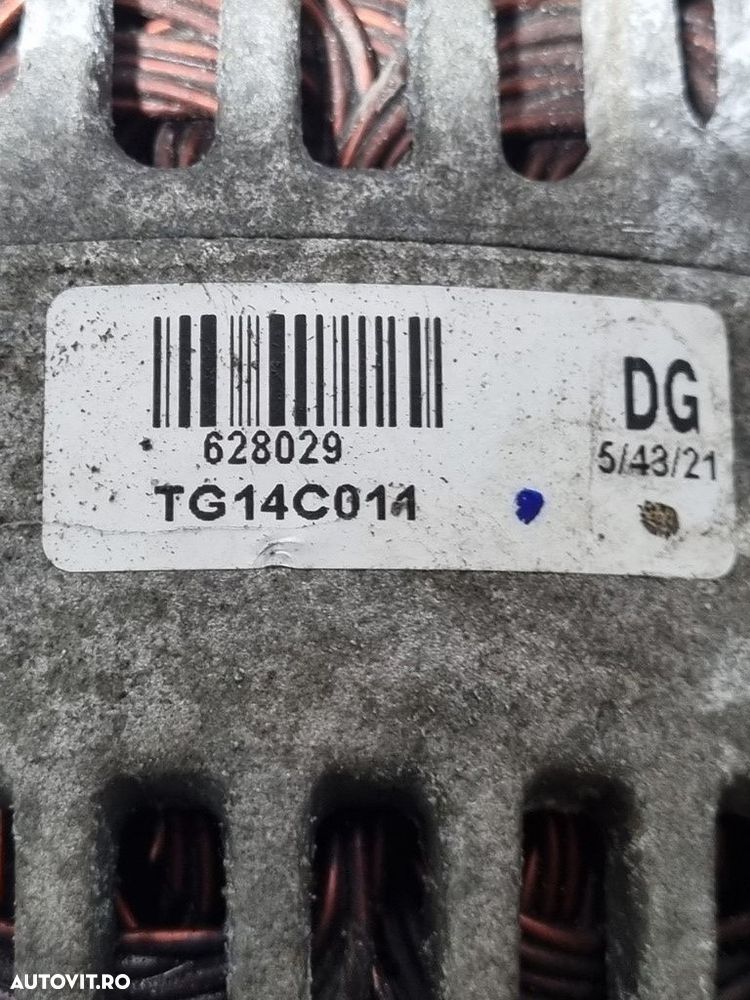 628029
TG14C011
DG
5/43/21
AUTOVIT.RO